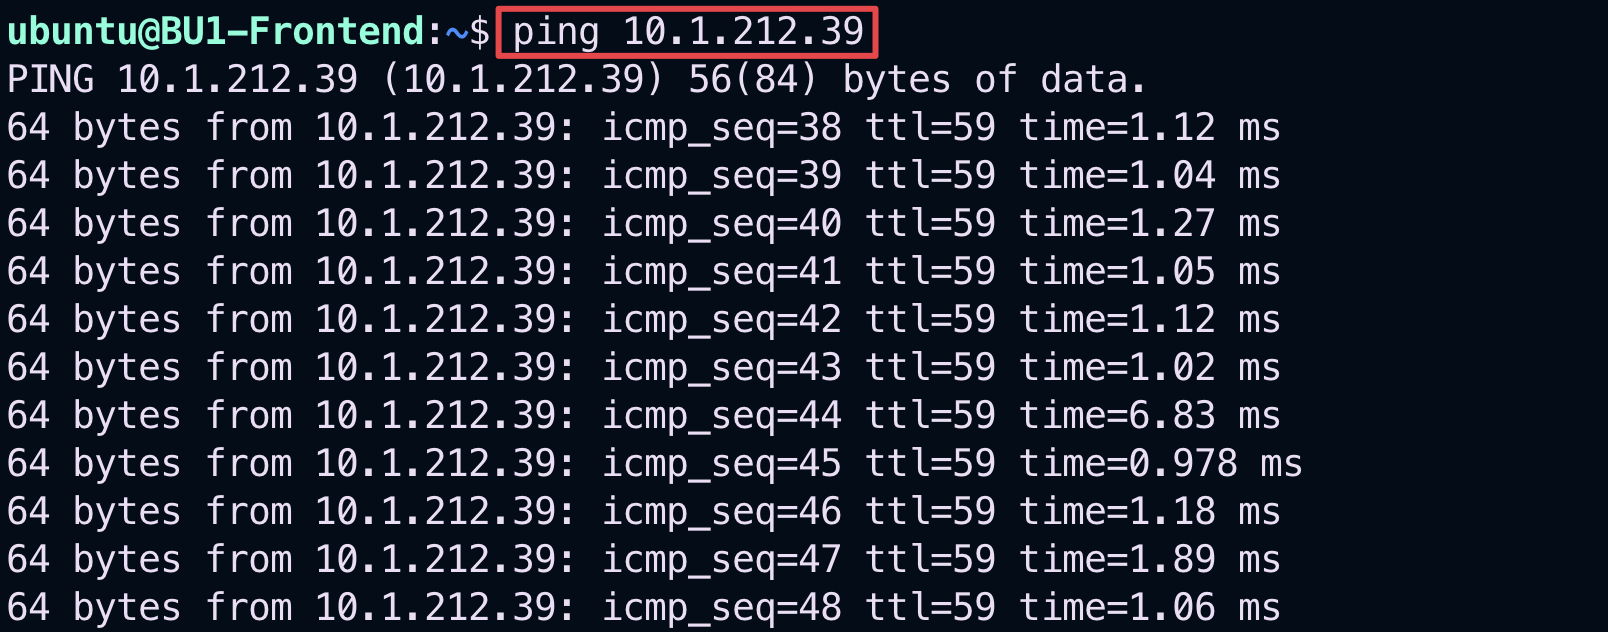 ubuntu@BU1-Frontend:~$ ping 10.1.212.39
PING 10.1.212.39 (10.1.212.39) 56(84) bytes of data.
64 bytes from 10.1.212.39: icmp_seq=38 ttl=59 time=1.12 ms
64 bytes from 10.1.212.39: icmp_seq=39 ttl=59 time=1.04 ms
64 bytes from 10.1.212.39: icmp_seq=40 ttl=59 time=1.27 ms
64 bytes from 10.1.212.39: icmp_seq=41 ttl=59 time=1.05 ms
64 bytes from 10.1.212.39: icmp_seq=42 ttl=59 time=1.12 ms
64 bytes from 10.1.212.39: icmp_seq=43 ttl=59 time=1.02 ms
64 bytes from 10.1.212.39: icmp_seq=44 ttl=59 time=6.83 ms
64 bytes from 10.1.212.39: icmp_seq=45 ttl=59 time=0.978 ms
64 bytes from 10.1.212.39: icmp_seq=46 ttl=59 time=1.18 ms
64 bytes from 10.1.212.39: icmp_seq=47 ttl=59 time=1.89 ms
64 bytes from 10.1.212.39: icmp_seq=48 ttl=59 time=1.06 ms